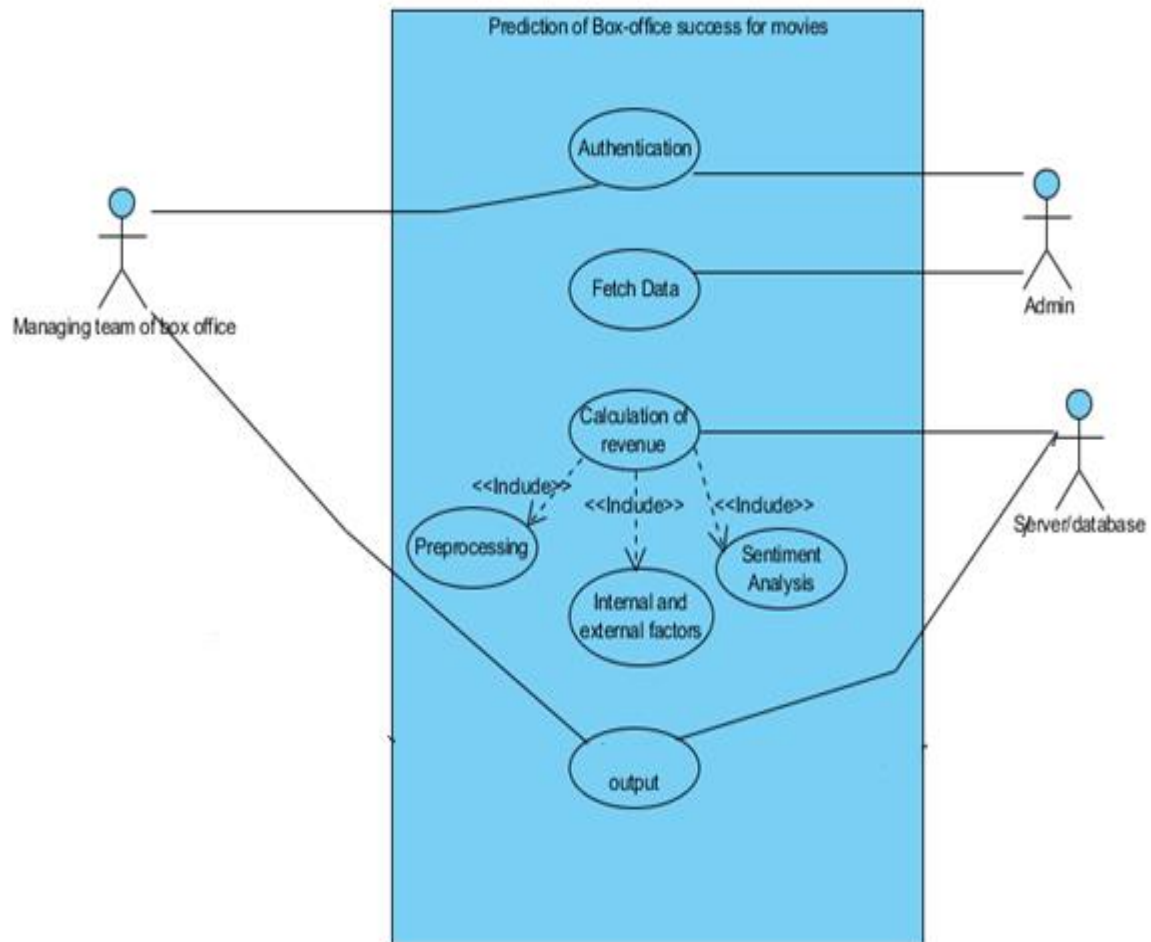 Prediction of Box-office success for movies
Authentication
Managing team of box office
Fetch Data
Admin
Calculation of
revenue
<<Include>>
<<Include>>
<<Include>>
Preprocessing
Sentiment
Analysis
Server/database
Internal and
external factors
output